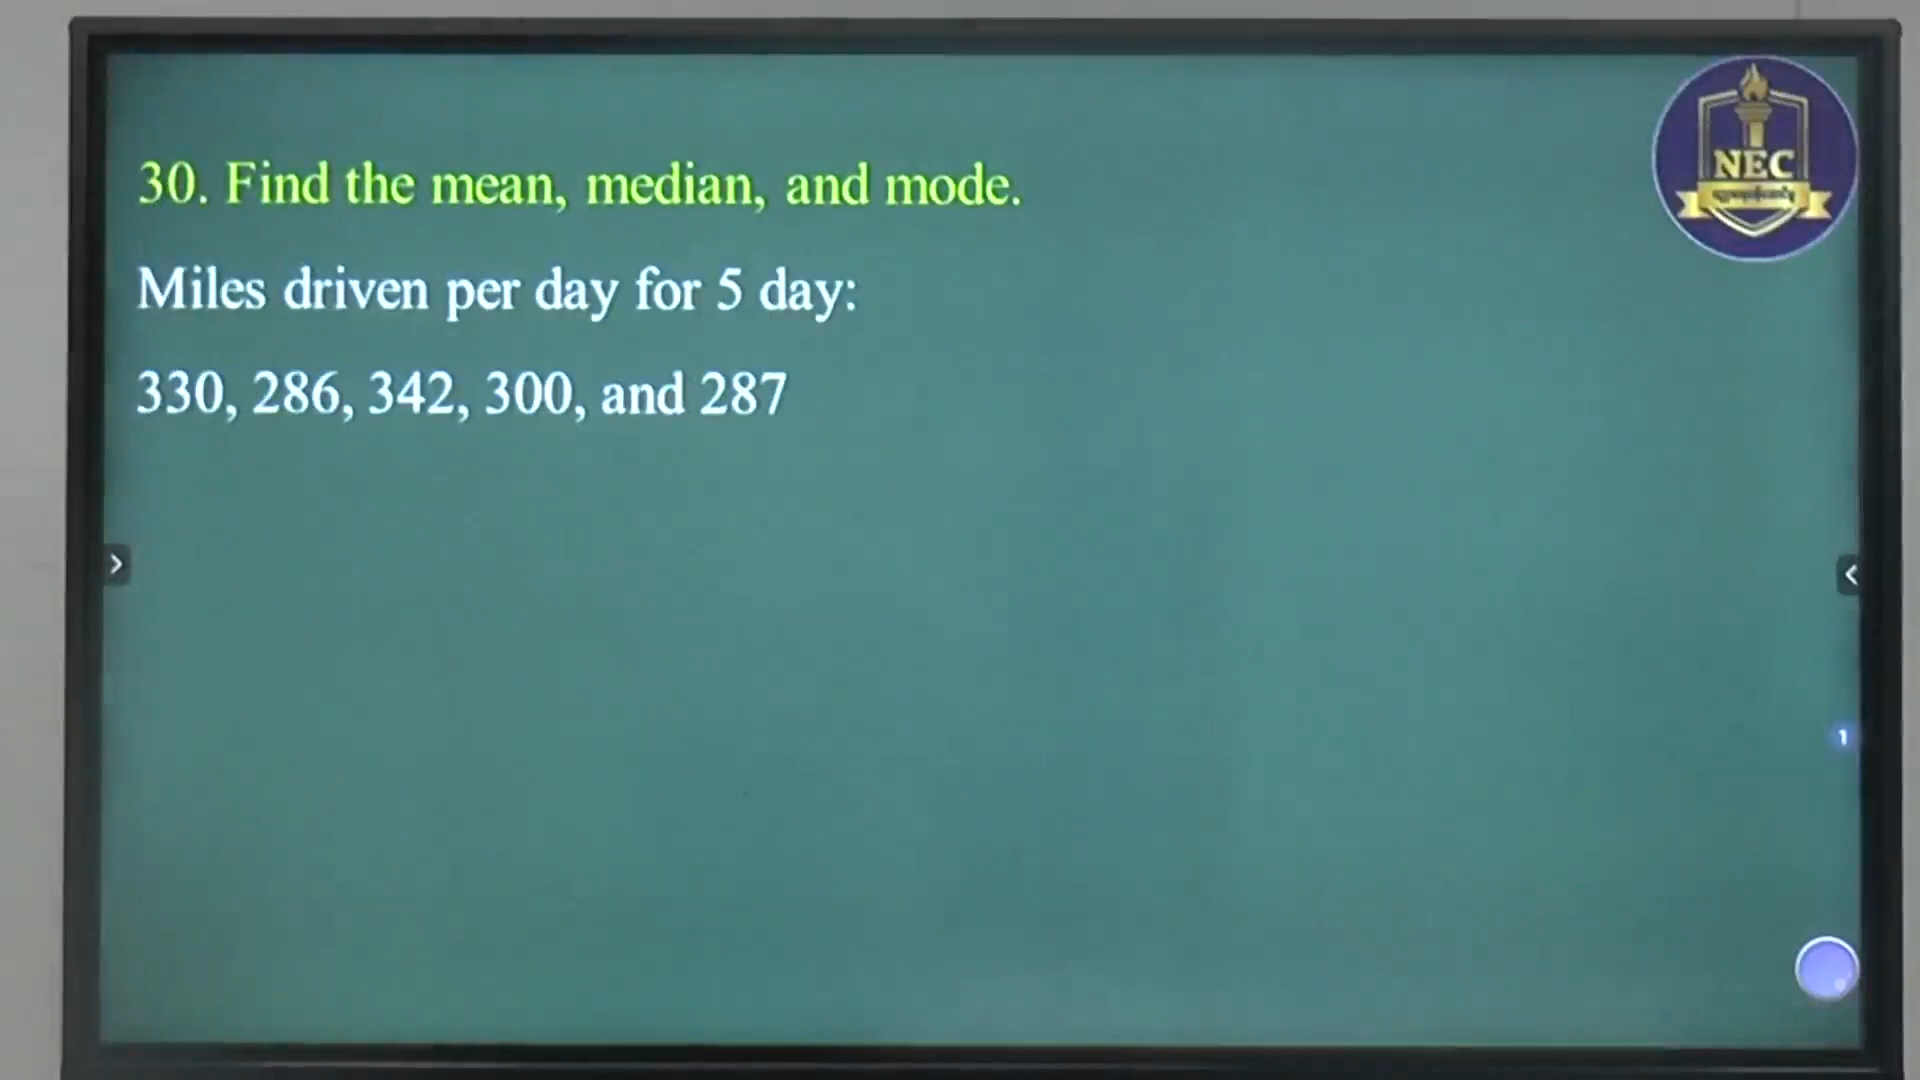 30. Find the mean, median, and mode.
Miles driven per day for 5 day:
330, 286, 342, 300, and 287
NEC
1